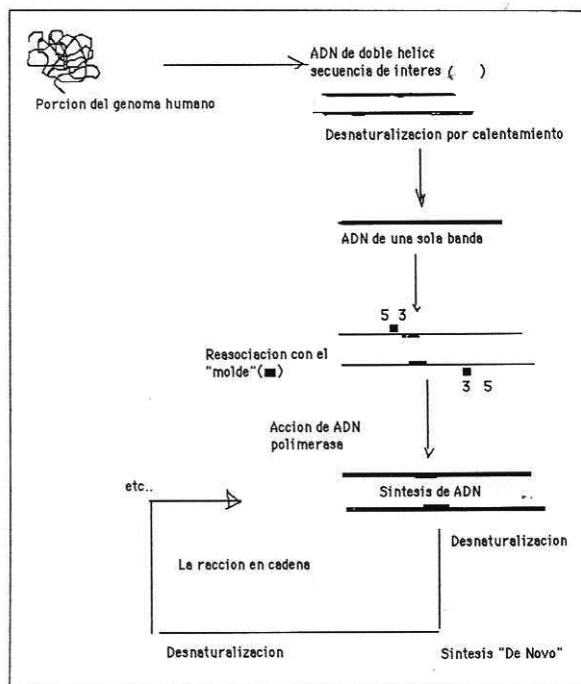 ADN de doble helice
secuencia de interes ( )
Porcion del genoma humano
Desnaturalizacion por calentamiento
ADN de una sola banda
5 3
Reasociacion con el
"molde"(■)
3 5
Accion de ADN
polimerasa
etc..
Sintesis de ADN
Desnaturalizacion
La raccion en cadena
Desnaturalizacion
Sintesis "De Novo"